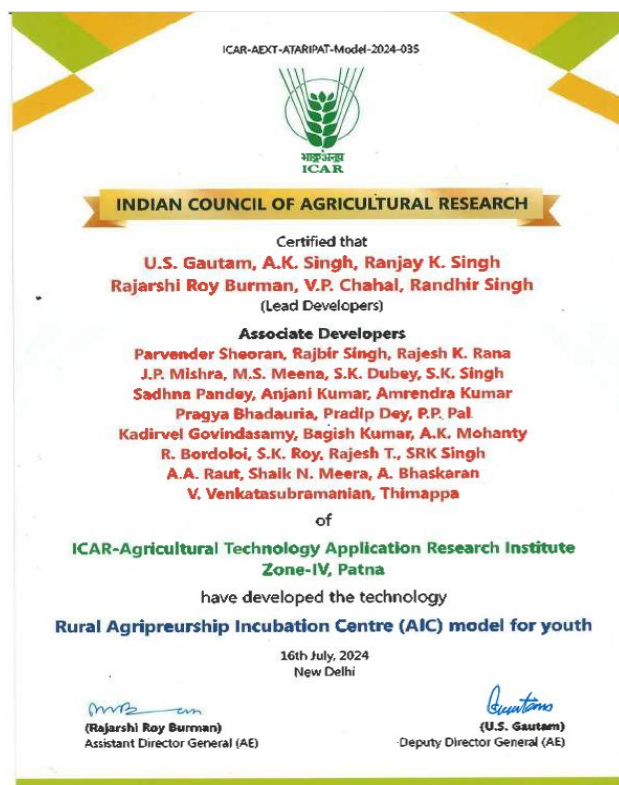 ICAR-AEXT-ATARIPAT-Model-2024-035
भाकृअनुप
ICAR
INDIAN COUNCIL OF AGRICULTURAL RESEARCH
Certified that
U.S. Gautam, A.K. Singh, Ranjay K. Singh
Rajarshi Roy Burman, V.P. Chahal, Randhir Singh
(Lead Developers)
Associate Developers
Parvender Sheoran, Rajbir Singh, Rajesh K. Rana
J.P. Mishra, M.S. Meena, S.K. Dubey, S.K. Singh
Sadhna Pandey, Anjani Kumar, Amrendra Kumar
Pragya Bhadauria, Pradip Dey, P.P. Pal
Kadirvel Govindasamy, Bagish Kumar, A.K. Mohanty
R. Bordoloi, S.K. Roy, Rajesh T., SRK Singh
A.A. Raut, Shaik N. Meera, A. Bhaskaran
V. Venkatasubramanian, Thimappa
of
ICAR-Agricultural Technology Application Research Institute
Zone-IV, Patna
have developed the technology
Rural Agripreurship Incubation Centre (AIC) model for youth
16th July, 2024
New Delhi
(Rajarshi Roy Burman)
Assistant Director General (AE)
(U.S. Gautam)
Deputy Director General (AE)